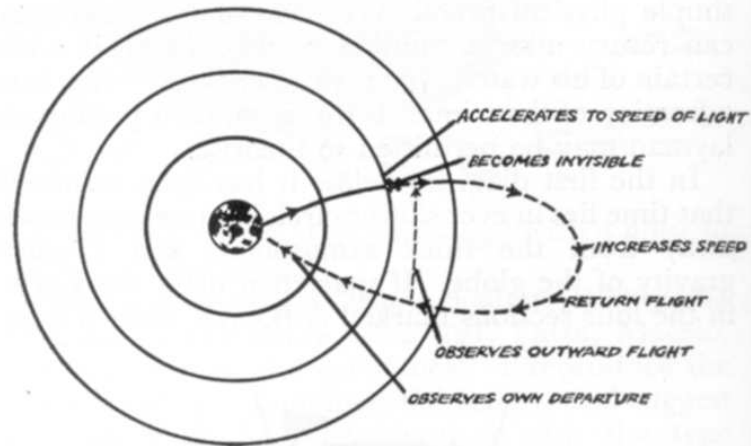 ACCELERATES TO SPEED OF LIGHT
BECOMES INVISIBLE
INCREASES SPEED
RETURN FLIGHT
OBSERVES OUTWARD FLIGHT
OBSERVES OWN DEPARTURE